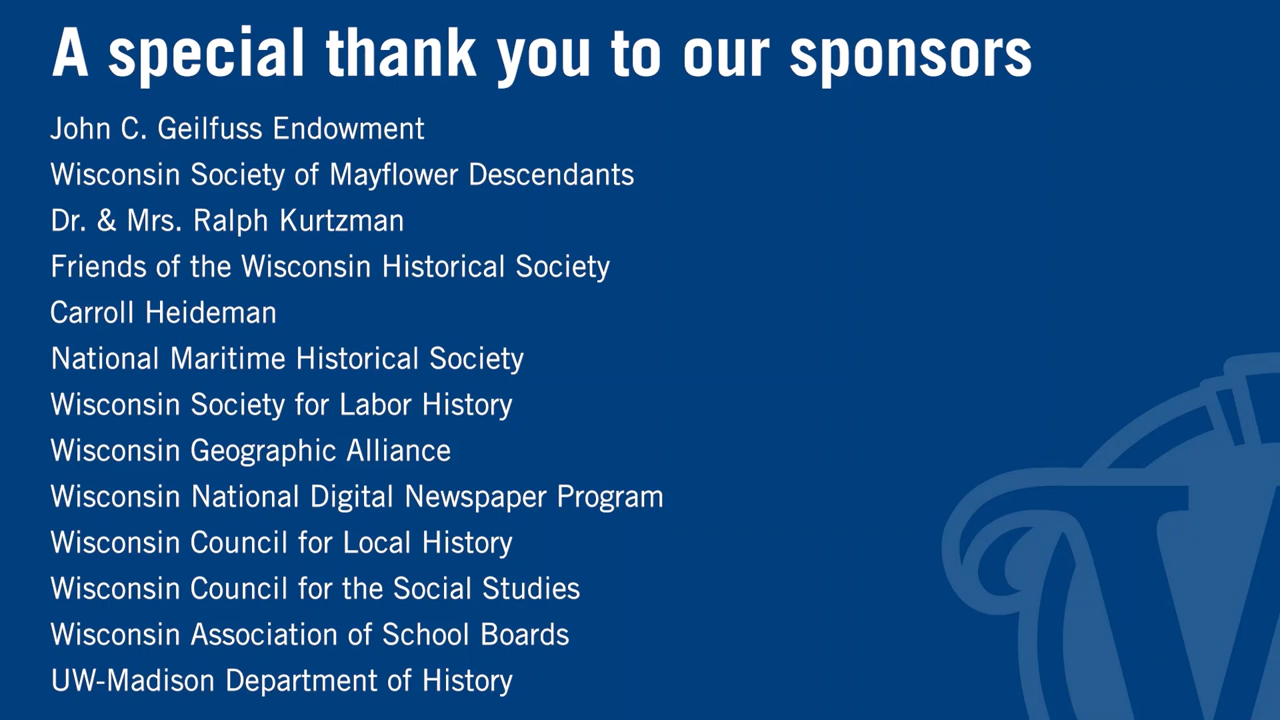 A special thank you to our sponsors
John C. Geilfuss Endowment
Wisconsin Society of Mayflower Descendants
Dr. & Mrs. Ralph Kurtzman
Friends of the Wisconsin Historical Society
Carroll Heideman
National Maritime Historical Society
Wisconsin Society for Labor History
Wisconsin Geographic Alliance
Wisconsin National Digital Newspaper Program
Wisconsin Council for Local History
Wisconsin Council for the Social Studies
Wisconsin Association of School Boards
UW-Madison Department of History